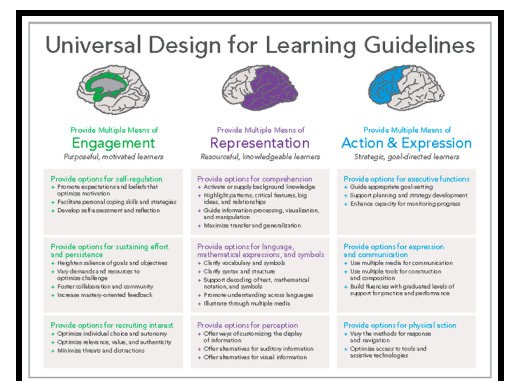 Universal Design for Learning Guidelines
Provide Multiple Means of
Engagement
Purposeful, motivated learners
Provide options for self-regulation
+ Promote expectations and beliefs that
optimize motivation
+ Facilitate personal coping skills and strategies
+ Develop self-assessment and reflection
Provide options for sustaining effort
and persistence
+ Heighten salience of goals and objectives
+ Vary demands and resources to
optimize challenge
+ Foster collaboration and community
+ Increase mastery-oriented feedback
Provide options for recruiting interest
+ Optimize individual choice and autonomy
+ Optimize relevance, value, and authenticity
+ Minimize threats and distractions
Provide Multiple Means of
Representation
Resourceful, knowledgeable learners
Provide options for comprehension
+ Activate or supply background knowledge
+ Highlight patterns, critical features, big
ideas, and relationships
+ Guide information processing, visualization,
and manipulation
+ Maximize transfer and generalization
Provide options for language,
mathematical expressions, and symbols
+ Clarify vocabulary and symbols
+ Clarify syntax and structure
+ Support decoding of text, mathematical
notation, and symbols
+ Promote understanding across languages
+ Illustrate through multiple media
Provide options for perception
+ Offer ways of customizing the display
of information
+ Offer alternatives for auditory information
+ Offer alternatives for visual information
Provide Multiple Means of
Action & Expression
Strategic, goal-directed learners
Provide options for executive functions
+ Guide appropriate goal-setting
+ Support planning and strategy development
+ Enhance capacity for monitoring progress
Provide options for expression
and communication
+ Use multiple media for communication
+ Use multiple tools for construction
and composition
+ Build fluencies with graduated levels of
support for practice and performance
Provide options for physical action
+ Vary the methods for response
and navigation
+ Optimize access to tools and
assistive technologies